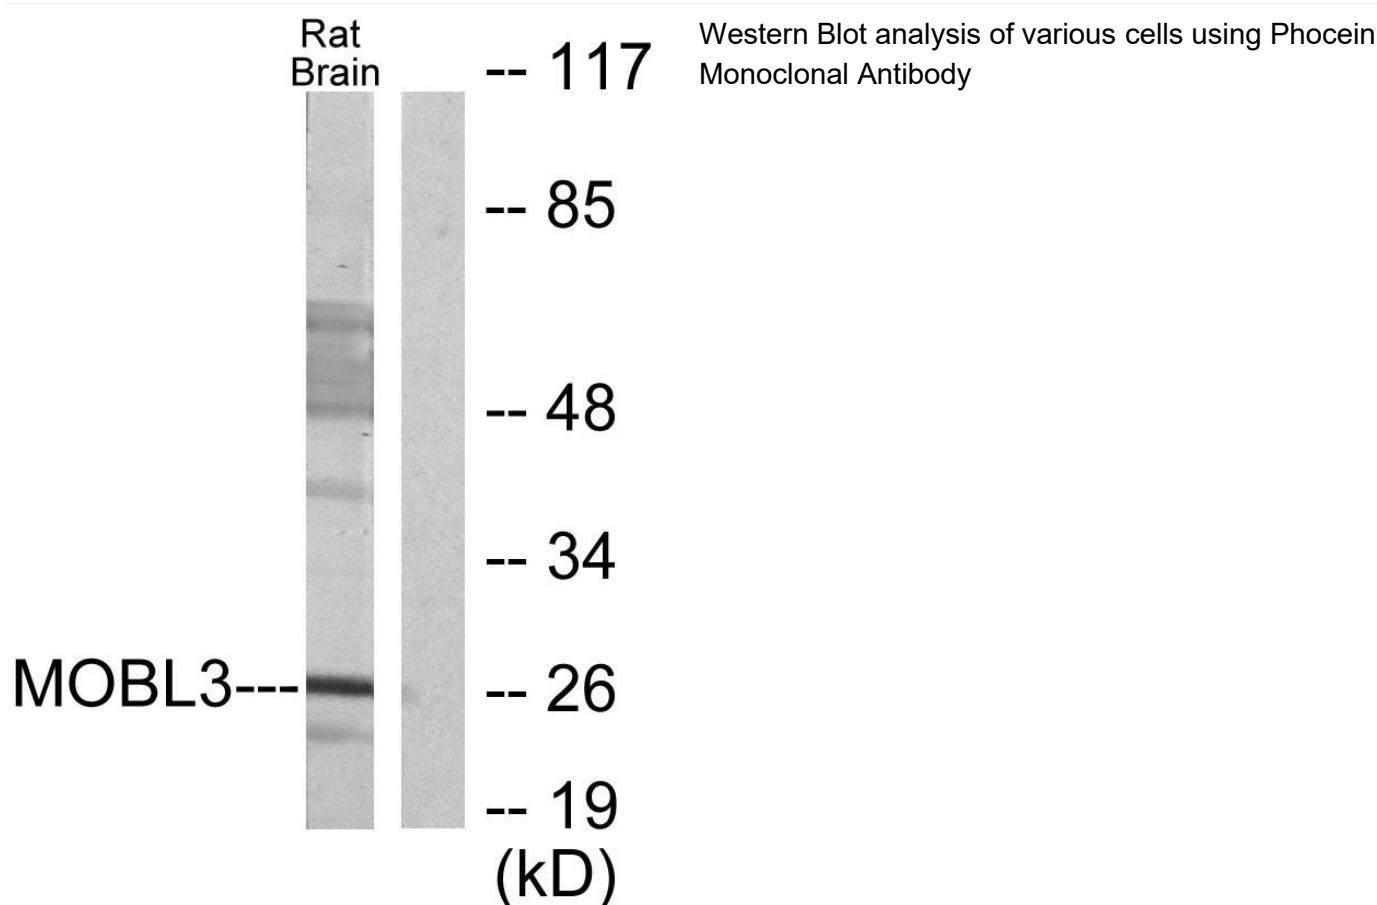 Rat
Brain
-- 117
-- 85
-- 48
-- 34
MOBL3---
-- 26
-- 19
(kD)
Western Blot analysis of various cells using Phocein
Monoclonal Antibody